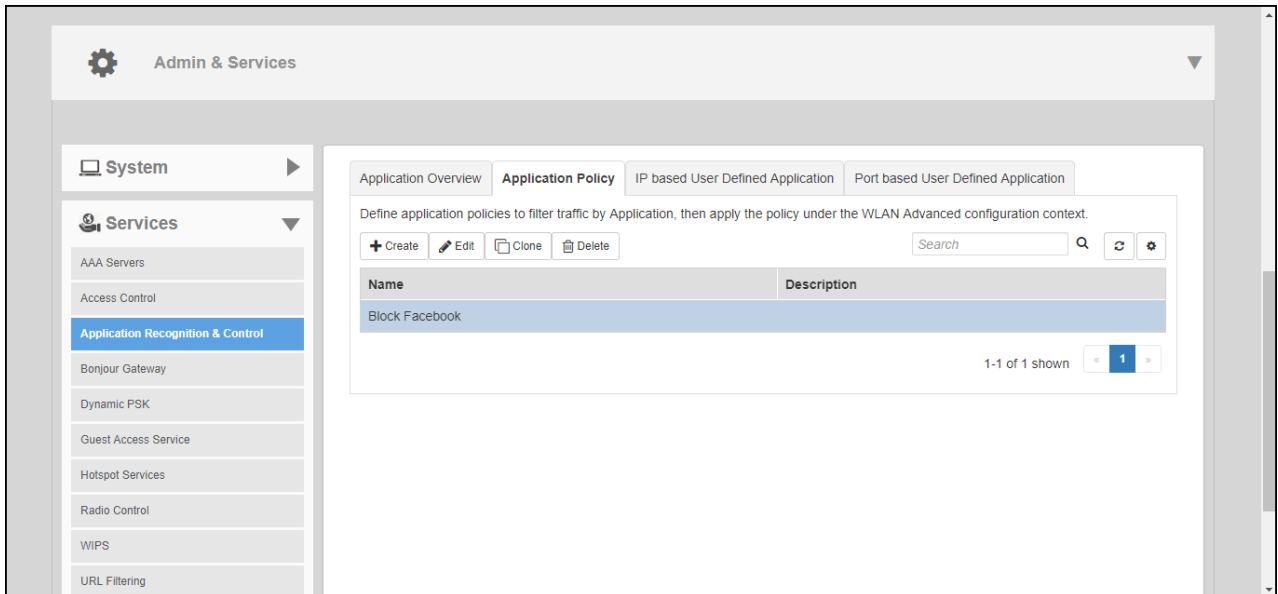 Admin & Services
System
Services
AAA Servers
Access Control
Application Recognition & Control
Bonjour Gateway
Dynamic PSK
Guest Access Service
Hotspot Services
Radio Control
WIPS
URL Filtering
Application Overview Application Policy IP based User Defined Application Port based User Defined Application
Define application policies to filter traffic by Application, then apply the policy under the WLAN Advanced configuration context.
Create Edit Clone Delete Search
Name Description
Block Facebook
1-1 of 1 shown « 1 »